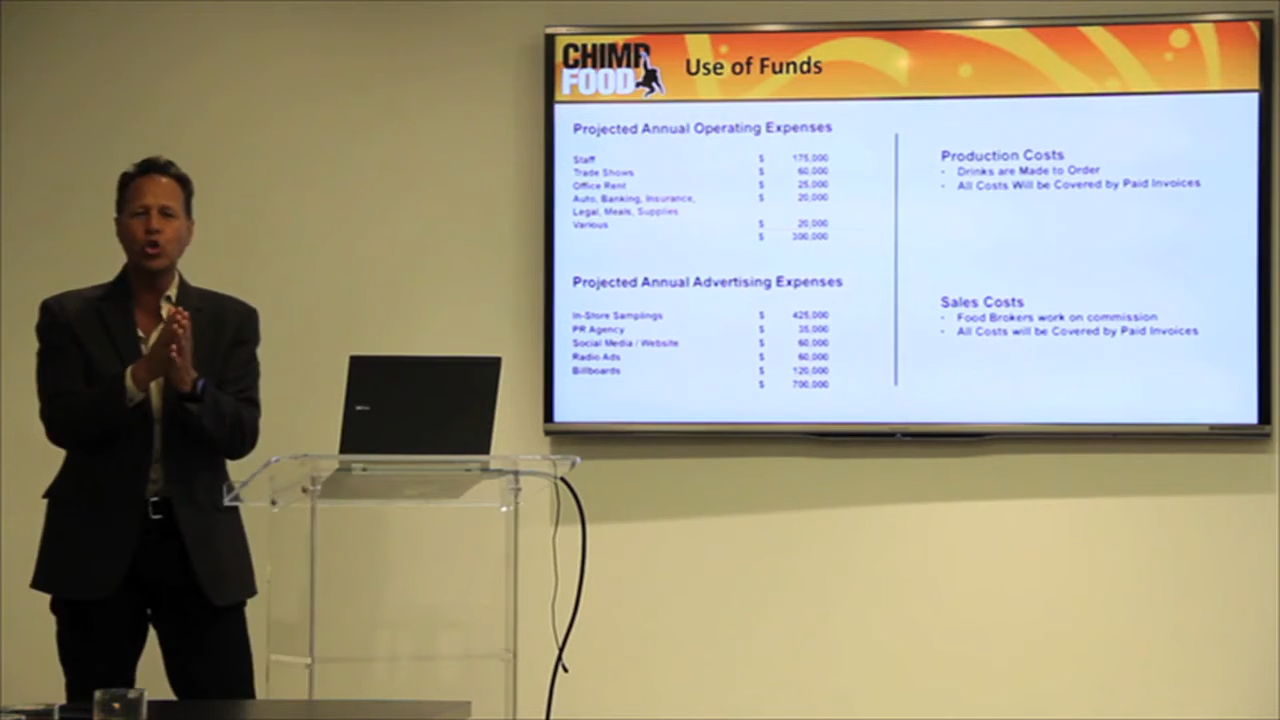 CHIMP
FOOD
Use of Funds
Projected Annual Operating Expenses
Staff $ 175,000
Trade Shows $ 60,000
Office Rent $ 25,000
Auto, Banking, Insurance, $ 20,000
Legal, Meals, Supplies
Various $ 20,000
$ 300,000
Projected Annual Advertising Expenses
In-Store Samplings $ 425,000
PR Agency $ 35,000
Social Media / Website $ 60,000
Radio Ads $ 60,000
Billboards $ 120,000
$ 700,000
Production Costs
- Drinks are Made to Order
- All Costs Will be Covered by Paid Invoices
Sales Costs
- Food Brokers work on commission
- All Costs will be Covered by Paid Invoices